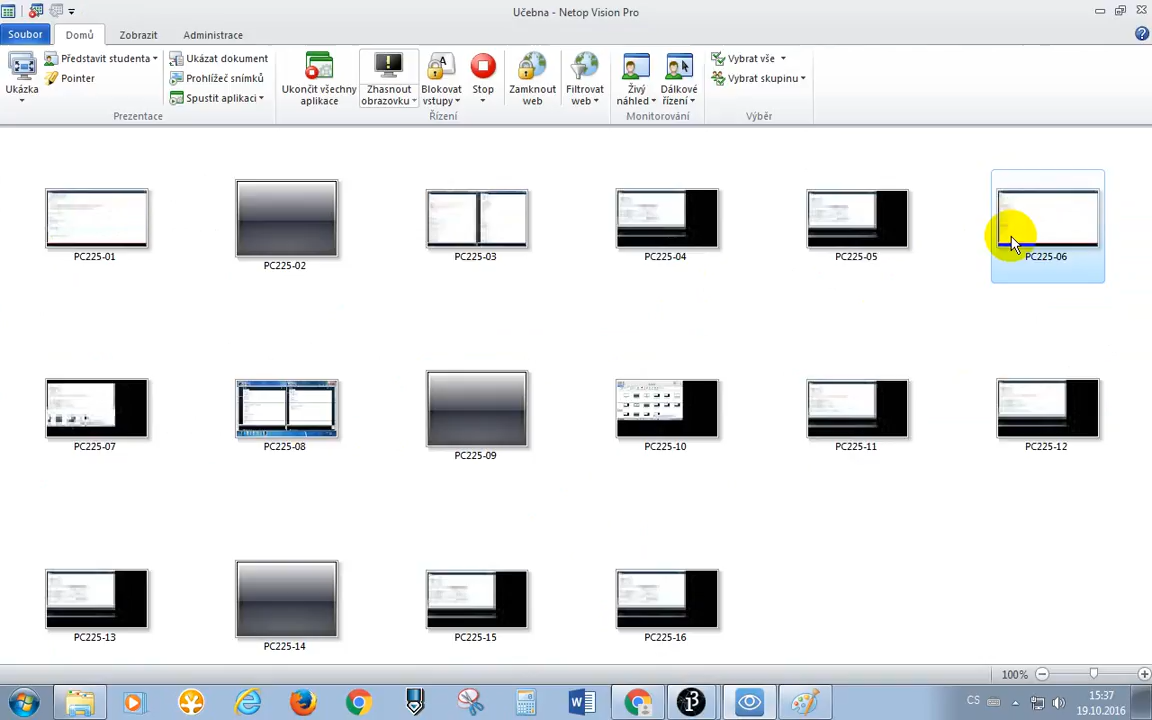 Učebna - Netop Vision Pro
Soubor Domů Zobrazit Administrace
Ukázka
Představit studenta
Pointer
Ukázat dokument
Prohlížeč snímků
Spustit aplikaci
Prezentace
Ukončit všechny aplikace
Zhasnout obrazovku
Blokovat vstupy
Stop
Řízení
Zamknout web
Filtrovat web
Živý náhled
Dálkové řízení
Monitorování
Vybrat vše
Vybrat skupinu
Výběr
PC225-01
PC225-02
PC225-03
PC225-04
PC225-05
PC225-06
PC225-07
PC225-08
PC225-09
PC225-10
PC225-11
PC225-12
PC225-13
PC225-14
PC225-15
PC225-16
100%
CS
15:37
19.10.2016